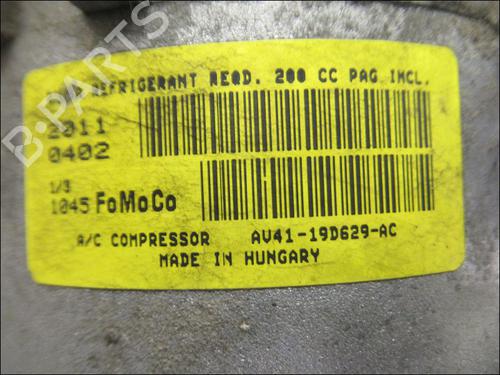 REFRIGERANT REQD. 200 CC PAG INCL.
2011
0402
1/3
1045 FoMoCo
A/C COMPRESSOR AV41-19D629-AC
MADE IN HUNGARY
B-PARTS